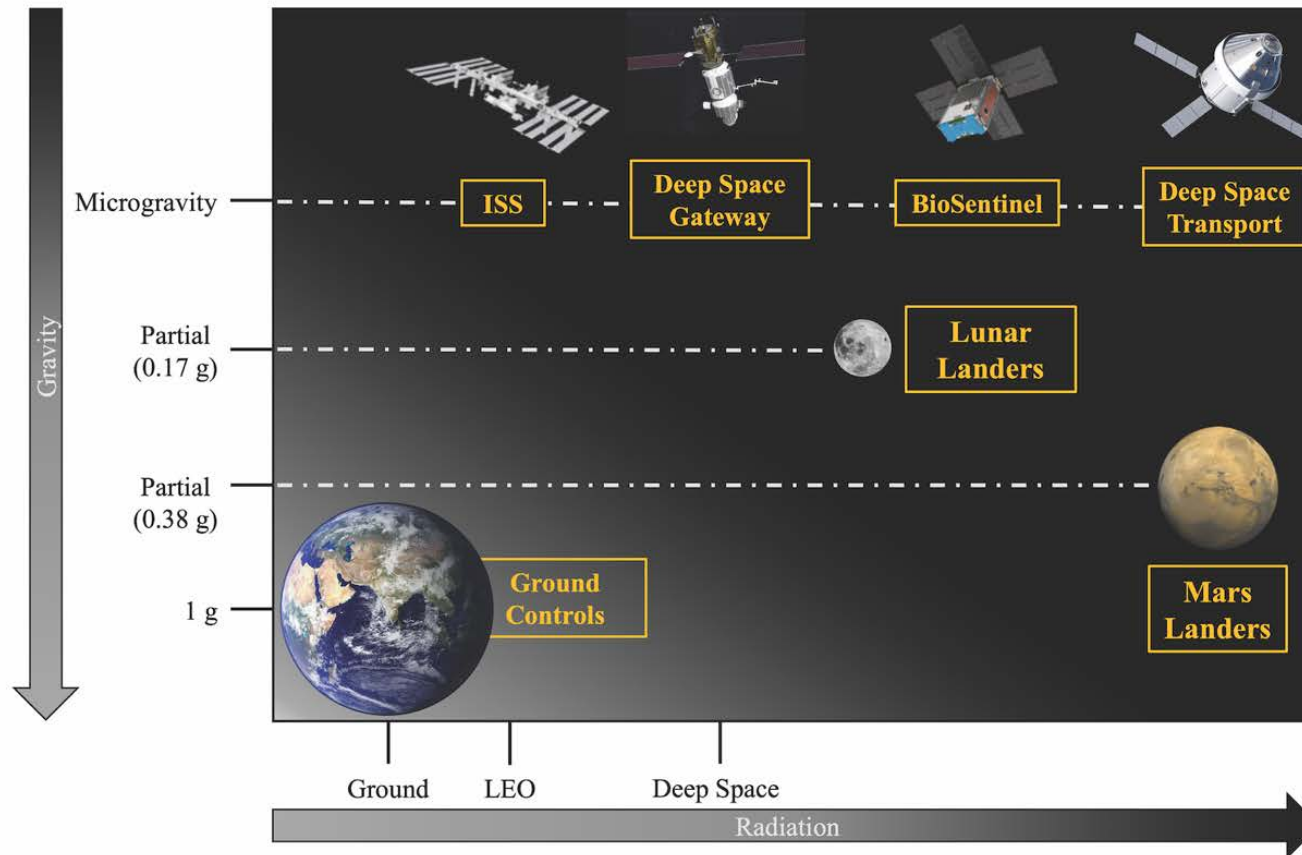 Gravity
Microgravity
ISS
Deep Space
Gateway
BioSentinel
Deep Space
Transport
Partial
(0.17 g)
Lunar
Landers
Partial
(0.38 g)
1 g
Ground
Controls
Mars
Landers
Ground
LEO
Deep Space
Radiation